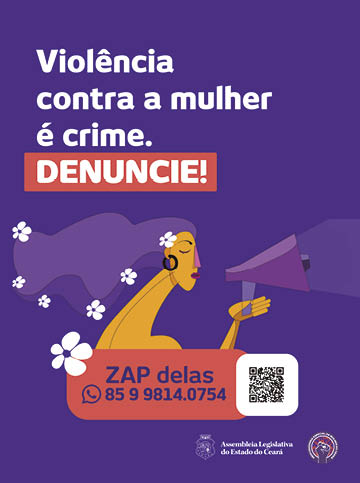 Violência
contra a mulher
é crime.
DENUNCIE!
ZAP delas
85 9 9814.0754
Assembleia Legislativa
do Estado do Ceará